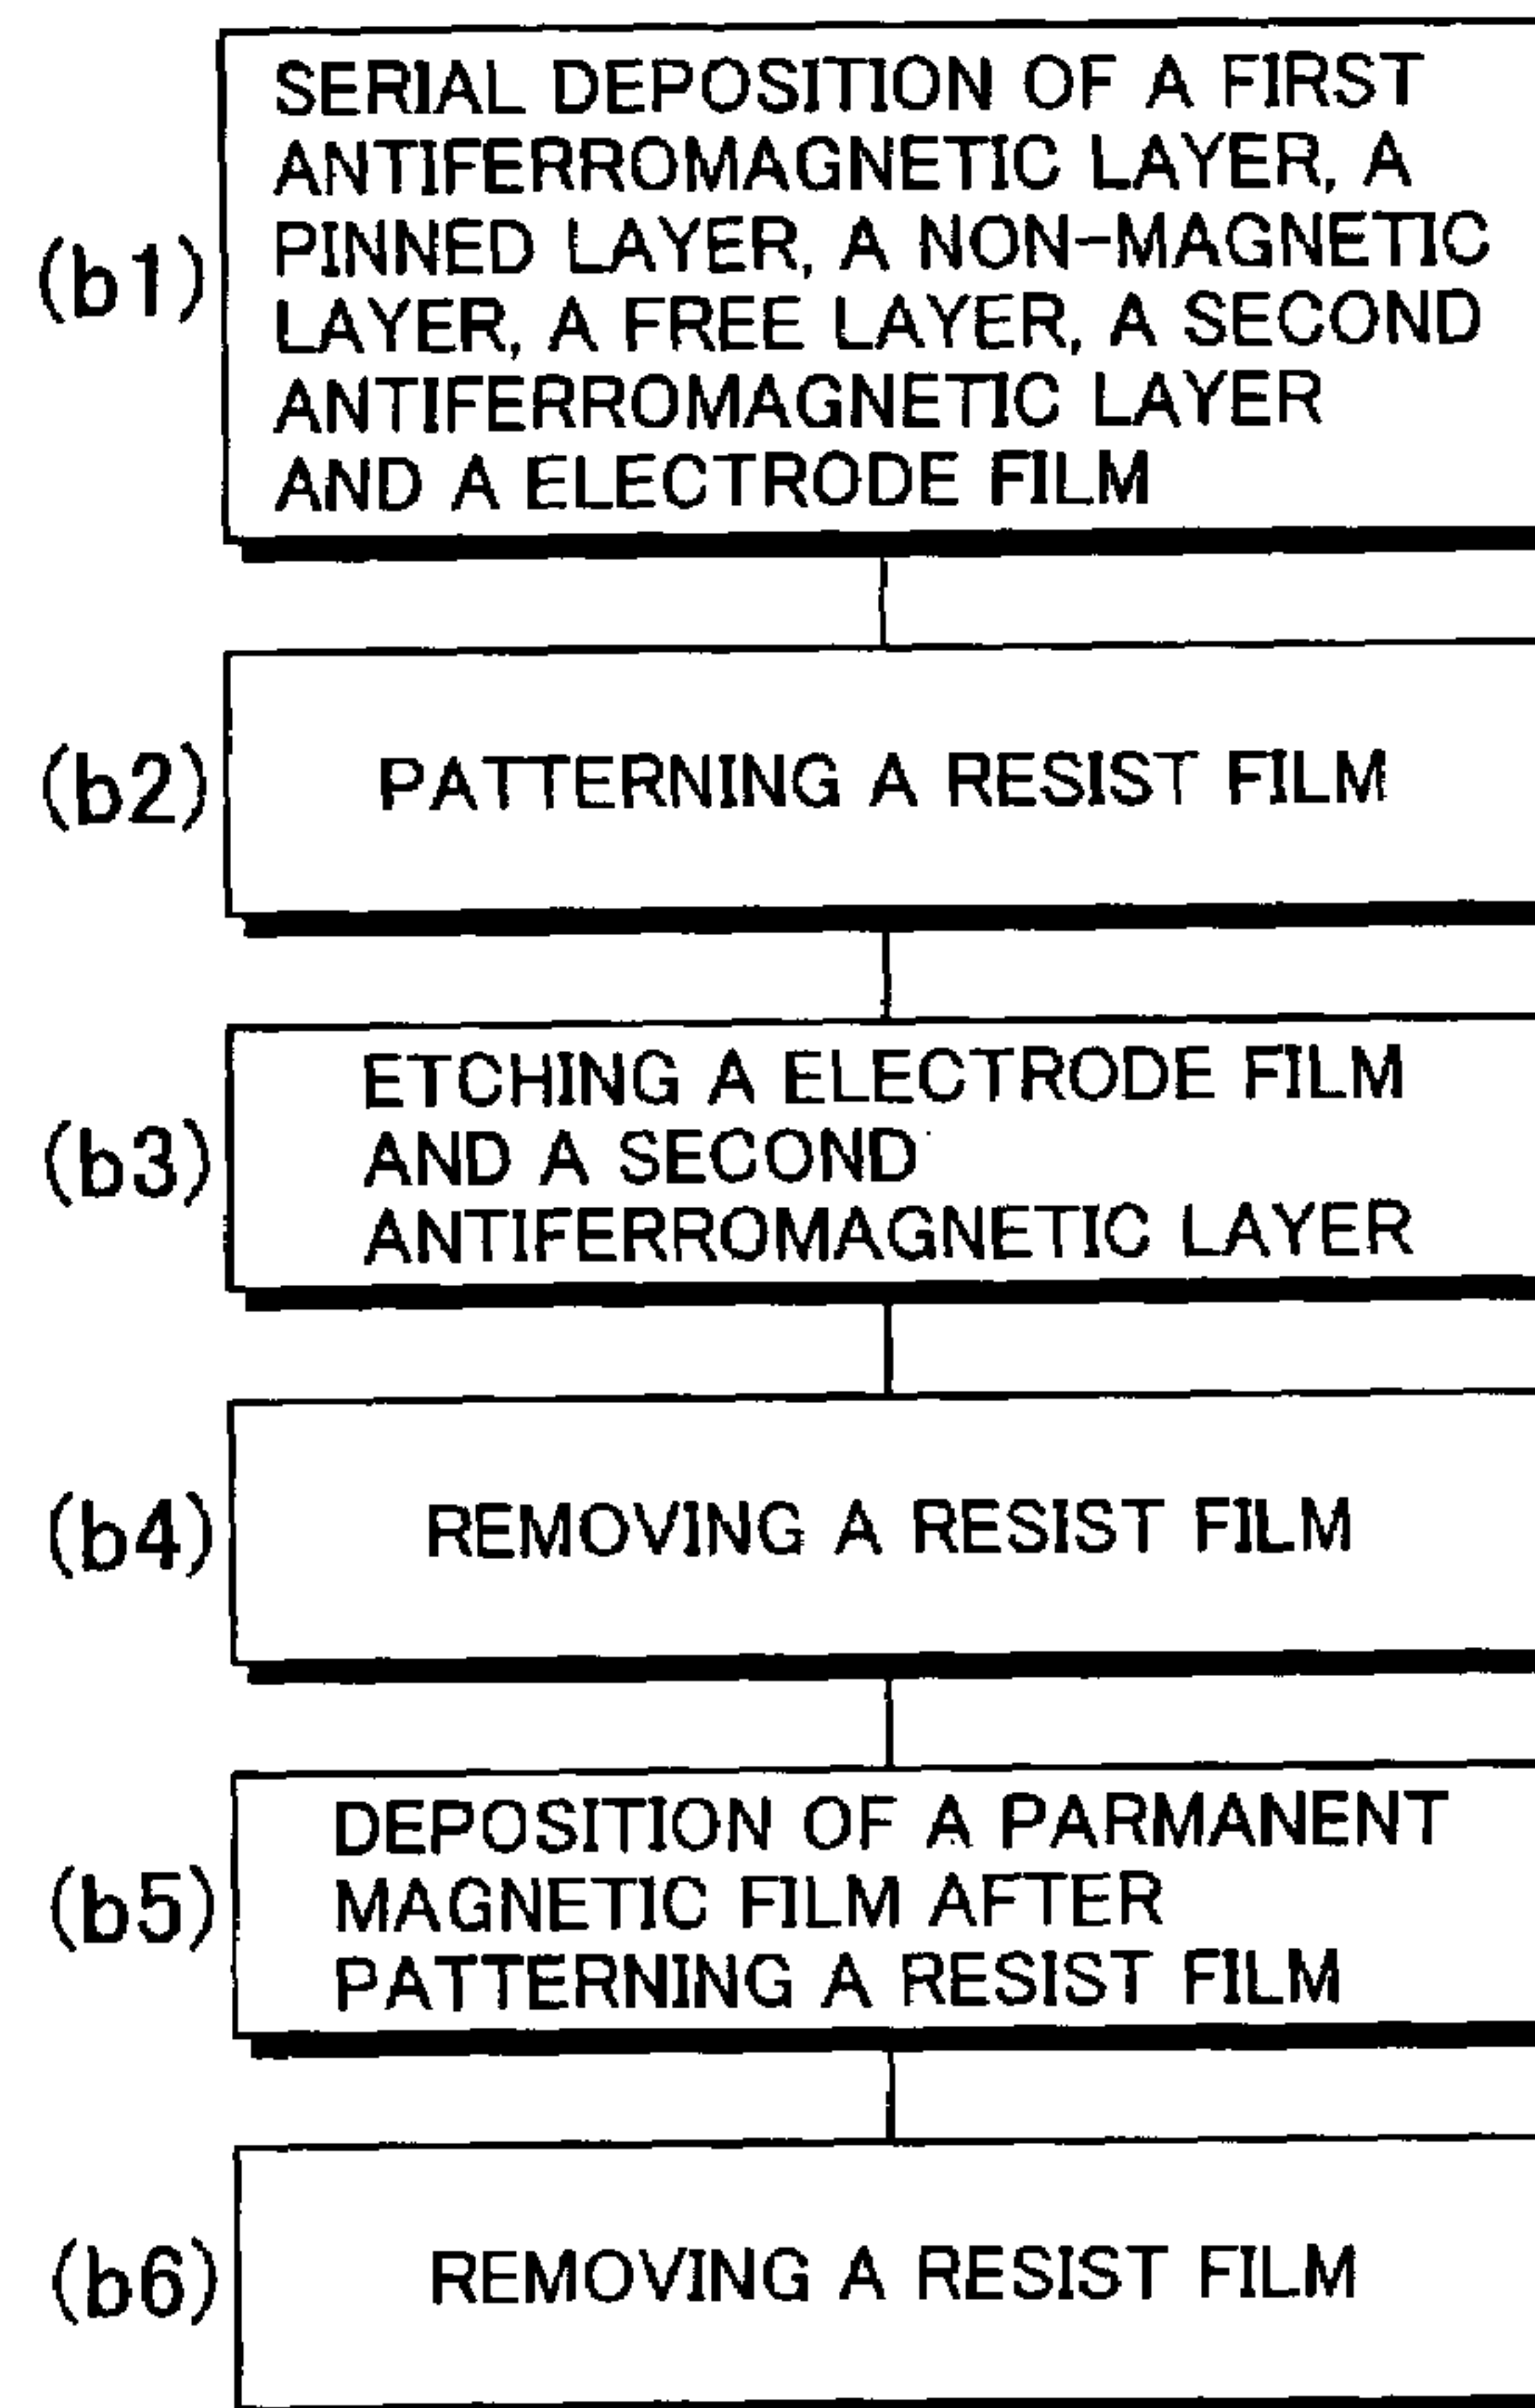 (b1)
SERIAL DEPOSITION OF A FIRST
ANTIFERROMAGNETIC LAYER, A
PINNED LAYER, A NON-MAGNETIC
LAYER, A FREE LAYER, A SECOND
ANTIFERROMAGNETIC LAYER
AND A ELECTRODE FILM
(b2)
PATTERNING A RESIST FILM
(b3)
ETCHING A ELECTRODE FILM
AND A SECOND
ANTIFERROMAGNETIC LAYER
(b4)
REMOVING A RESIST FILM
(b5)
DEPOSITION OF A PARMANENT
MAGNETIC FILM AFTER
PATTERNING A RESIST FILM
(b6)
REMOVING A RESIST FILM